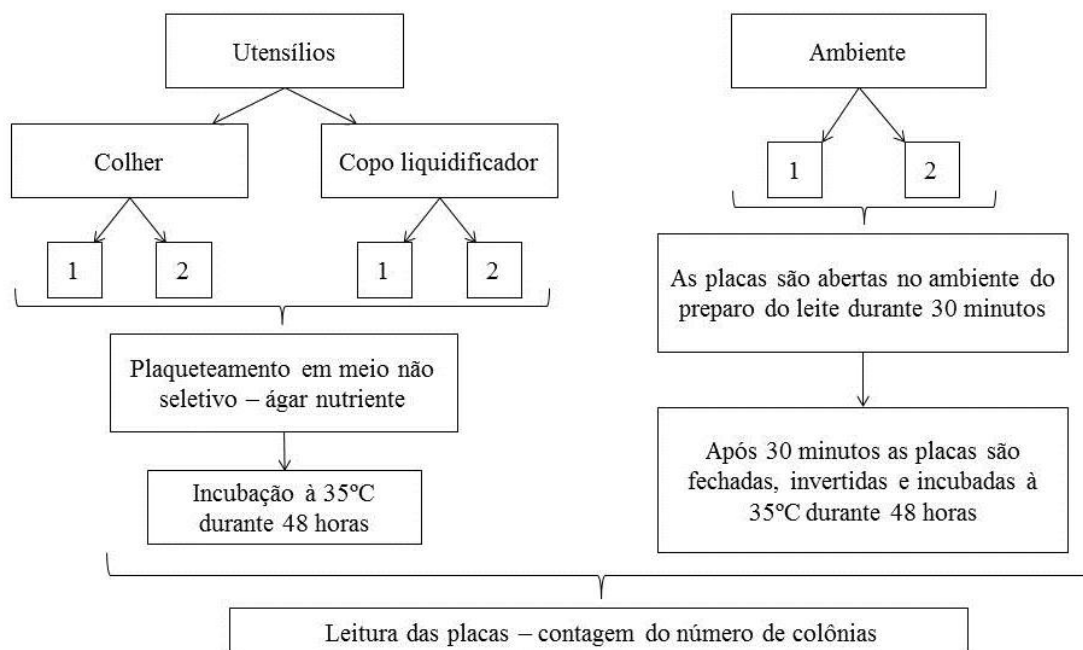 Utensílios
Ambiente
Colher
Copo liquidificador
1
2
1
2
1
2
As placas são abertas no ambiente do
preparo do leite durante 30 minutos
Plaqueteamento em meio não
seletivo – ágar nutriente
Após 30 minutos as placas são
fechadas, invertidas e incubadas à
35ºC durante 48 horas
Incubação à 35ºC
durante 48 horas
Leitura das placas – contagem do número de colônias